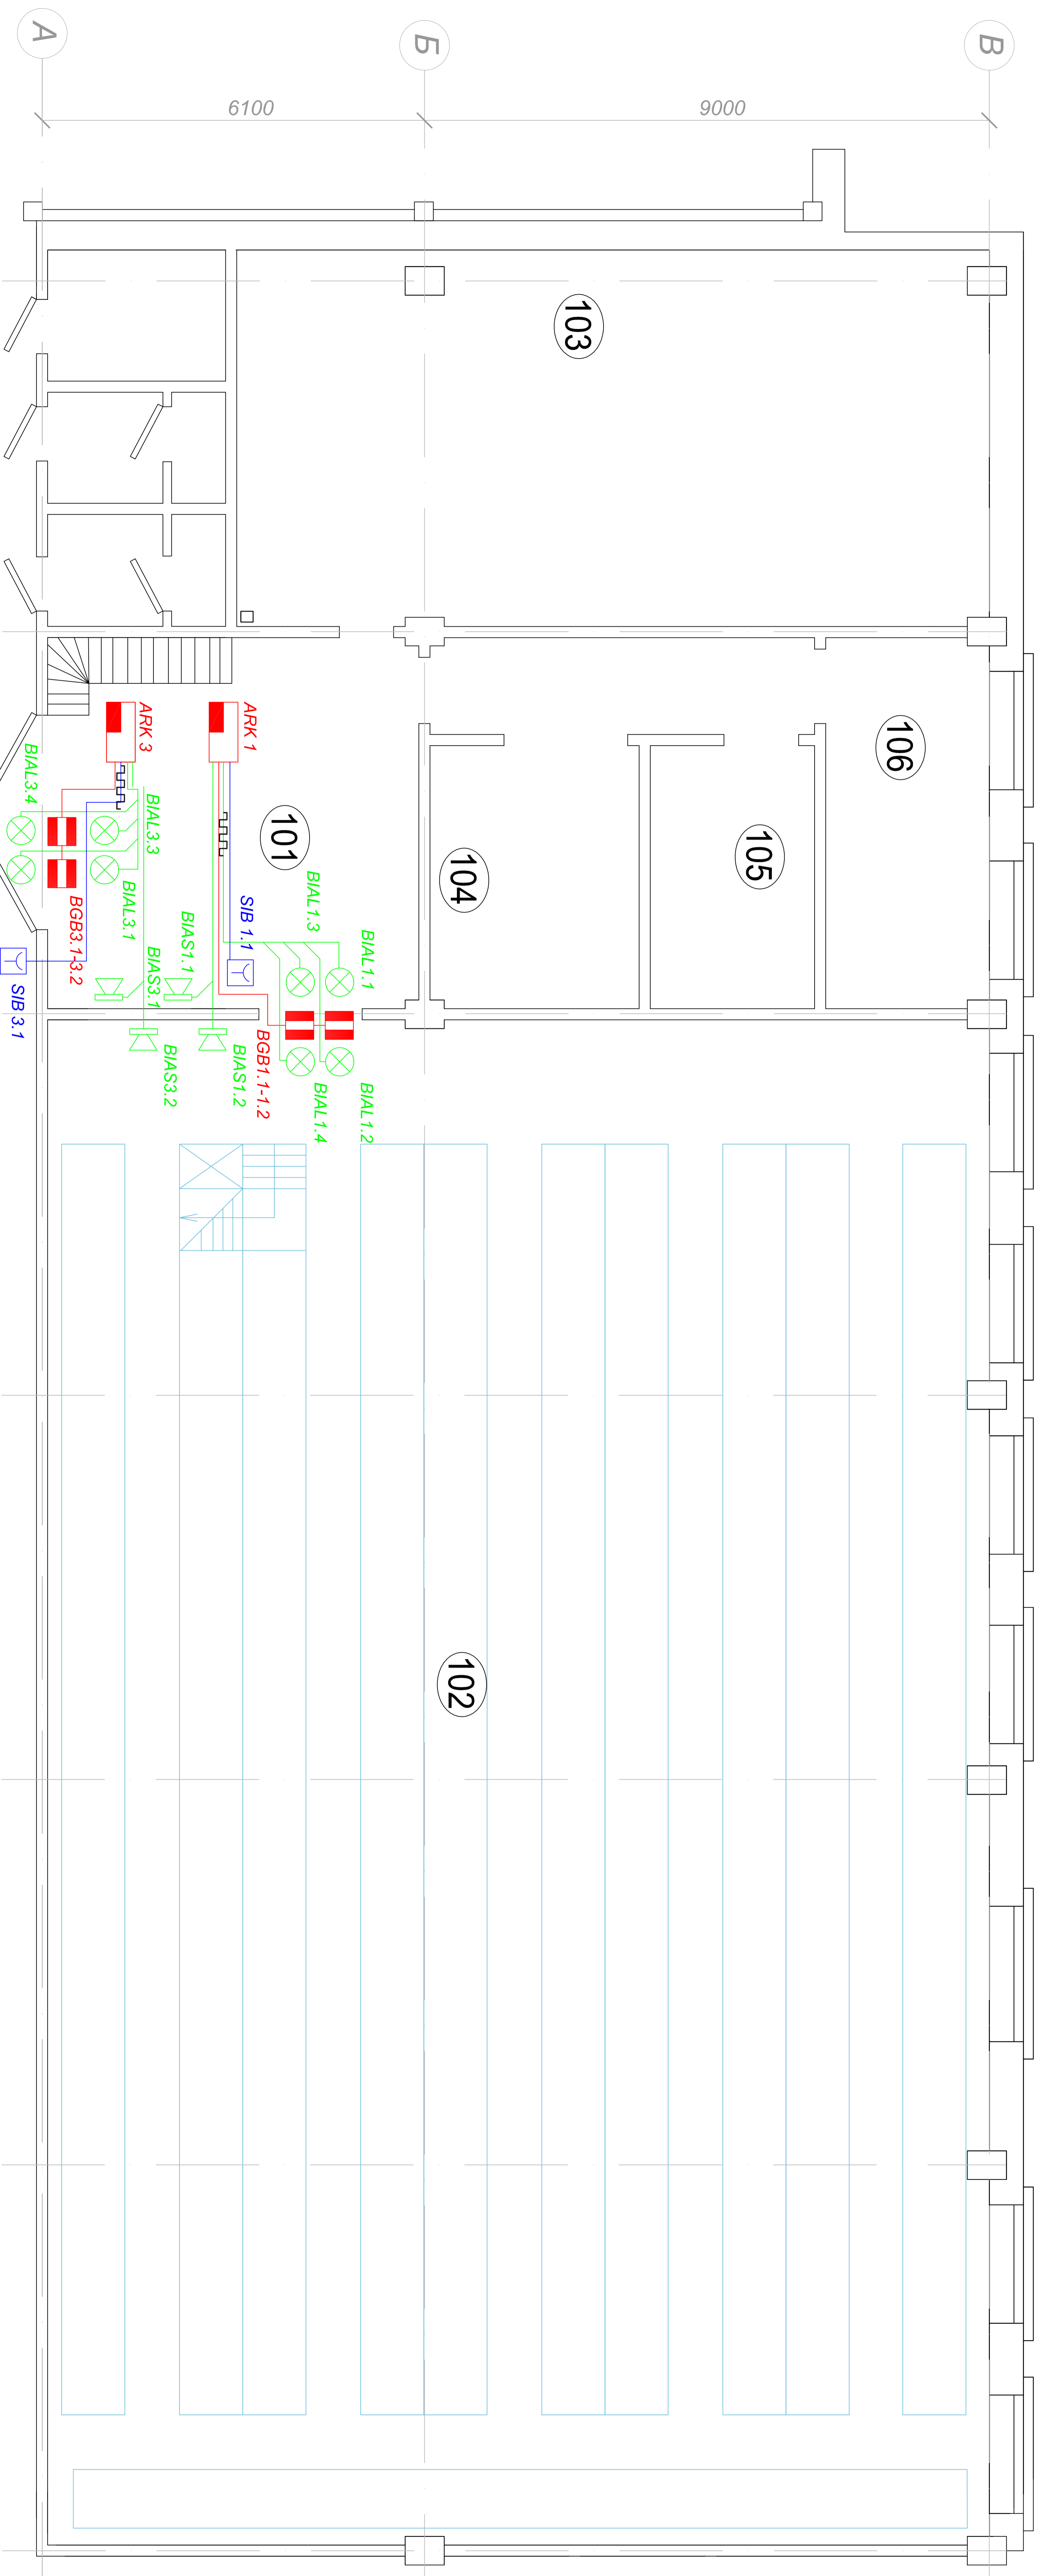 А
Б
В
6100
9000
103
106
ARK 3
ARK 1
BIAL3.4
BIAL3.3
101
105
104
BIAL3.1
BIAL1.3
BGB3.1-3.2
BIAS1.1
SIB 1.1
BIAL1.1
BIAS3.1
SIB 3.1
BIAS3.2
BIAS1.2
BGB1.1-1.2
BIAL1.4
BIAL1.2
102